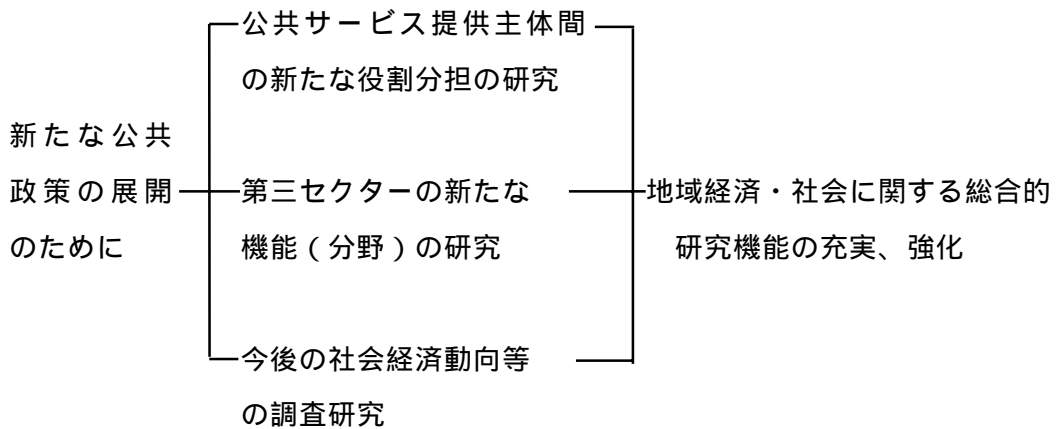 新たな公共
政策の展開
のために
公共サービス提供主体間
の新たな役割分担の研究
第三セクターの新たな
機能(分野)の研究
今後の社会経済動向等
の調査研究
地域経済・社会に関する総合的
研究機能の充実、強化